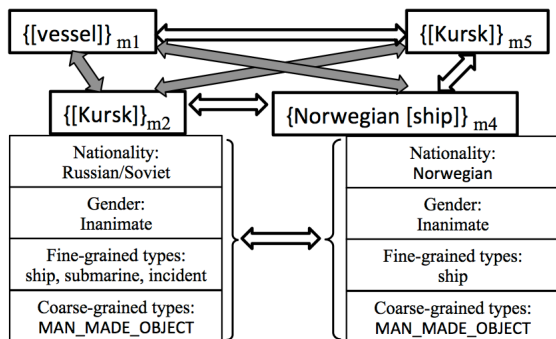 {[vessel]} m1
{[Kursk]} m5
{[Kursk]} m2
{Norwegian [ship]} m4
Nationality:
Russian/Soviet
Gender:
Inanimate
Fine-grained types:
ship, submarine, incident
Coarse-grained types:
MAN_MADE_OBJECT
Nationality:
Norwegian
Gender:
Inanimate
Fine-grained types:
ship
Coarse-grained types:
MAN_MADE_OBJECT